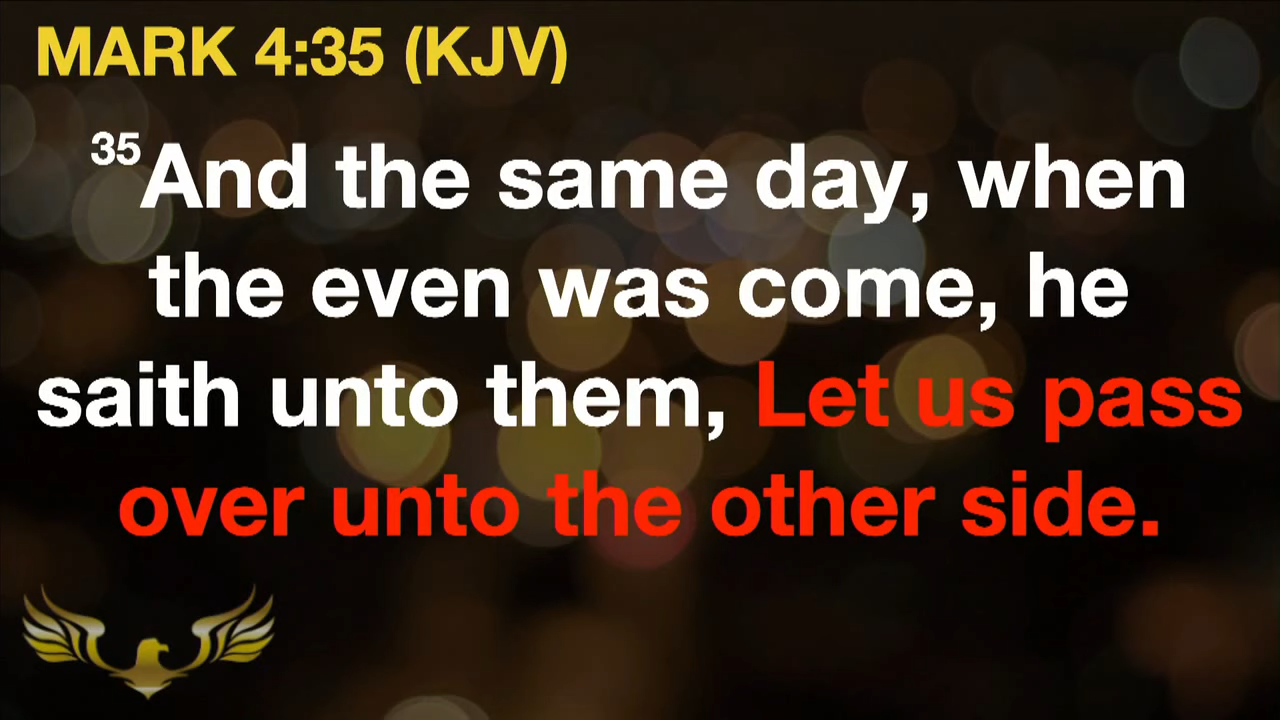 MARK 4:35 (KJV)
35And the same day, when
the even was come, he
saith unto them, Let us pass
over unto the other side.